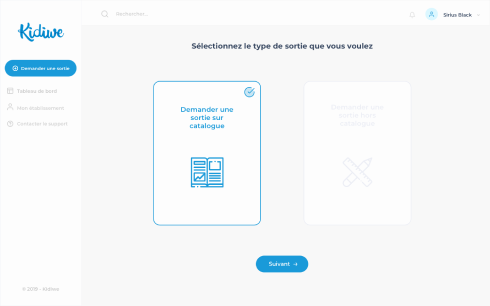 Kidiwe
Rechercher...
Sirius Black
Demander une sortie
Tableau de bord
Mon établissement
Contacter le support
Sélectionnez le type de sortie que vous voulez
Demander une
sortie sur
catalogue
Demander une
sortie hors
catalogue
Suivant →
© 2019 - Kidiwe